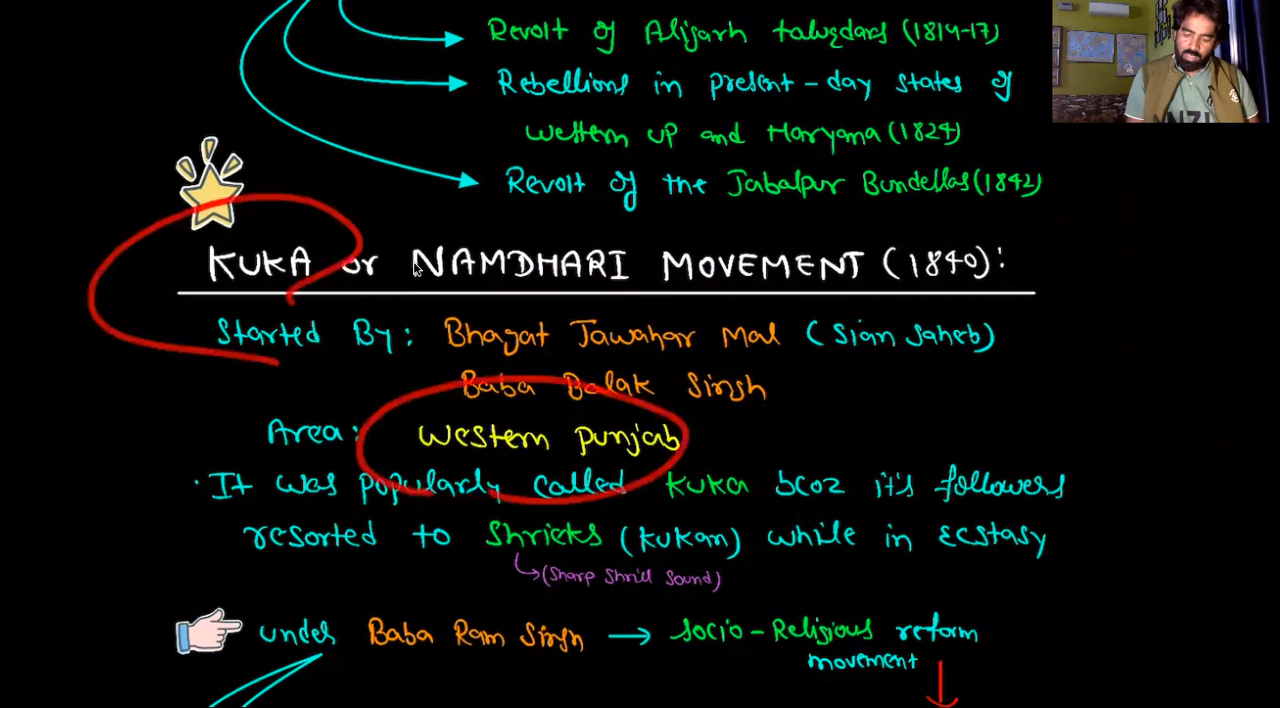 Revolt of Aligarh taluqdars (1814-17)
Rebellions in present-day states of
western UP and Haryana (1824)
Revolt of the Jabalpur Bundellas (1842)
KUKA or NAMDHARI MOVEMENT (1840):
Started By: Bhagat Jawahar Mal (Sian Saheb)
Baba Balak Singh
Area: Western Punjab
· It was popularly called Kuka bcoz it's followers
resorted to Shrieks (kukan) while in Ecstasy
(Sharp Shrill Sound)
under Baba Ram Singh → Socio-Religious reform
movement